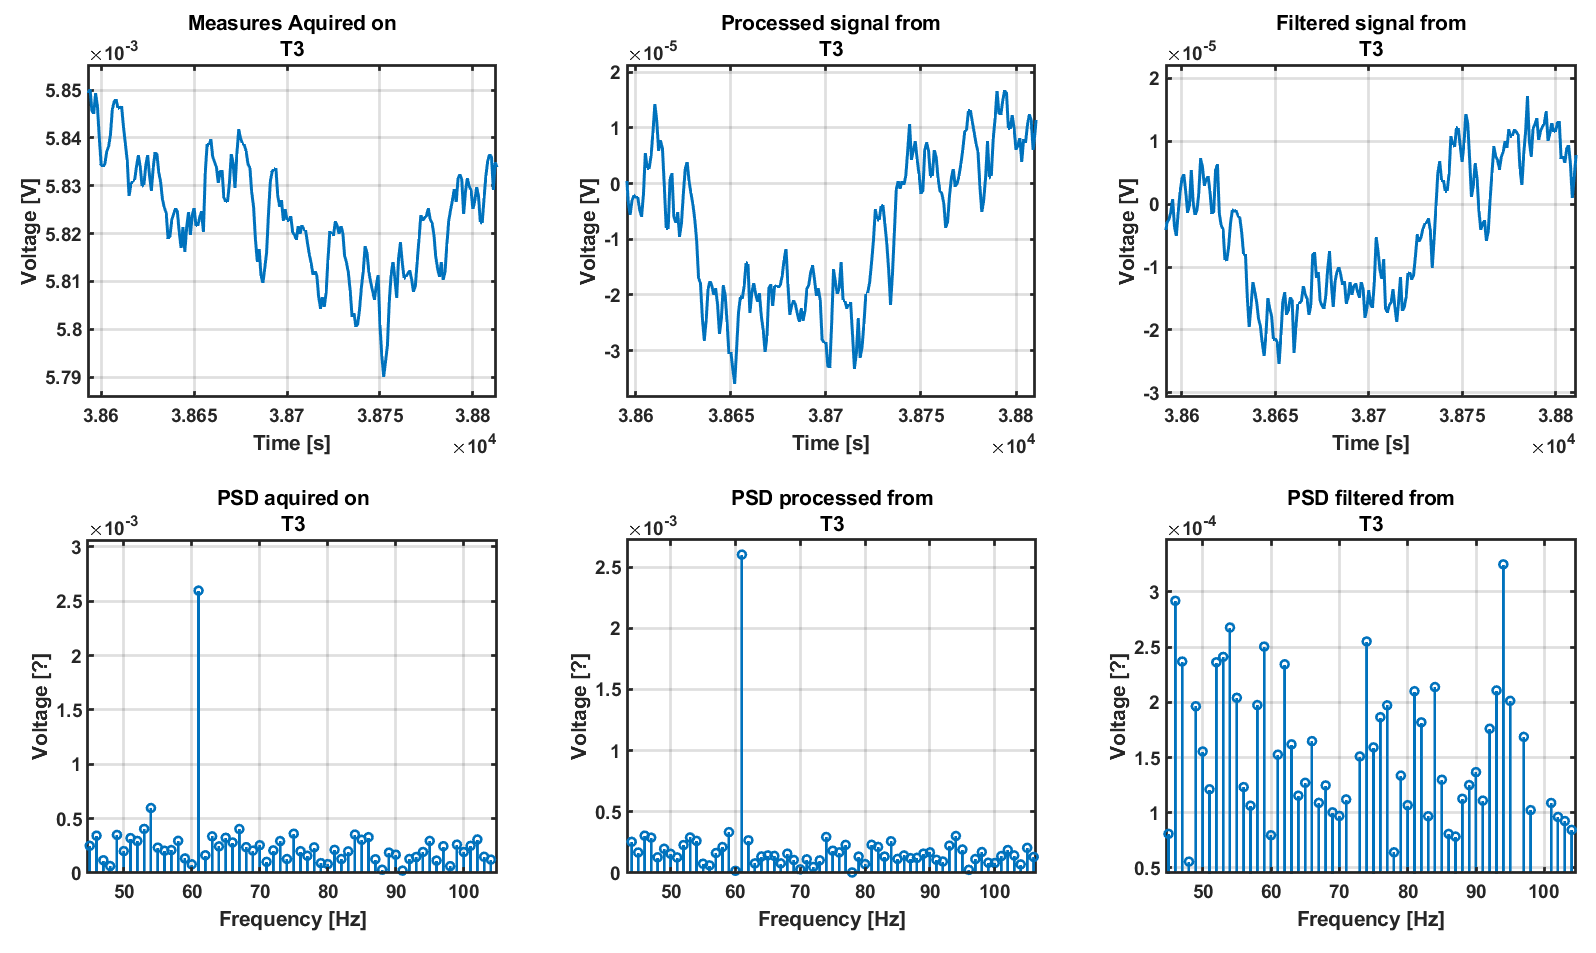 Measures Aquired on
T3
×10^-3
5.85
5.84
5.83
5.82
5.81
5.8
5.79
Voltage [V]
3.86 3.865 3.87 3.875 3.88
Time [s]
×10^4
Processed signal from
T3
×10^-5
2
1
0
-1
-2
-3
Voltage [V]
3.86 3.865 3.87 3.875 3.88
Time [s]
×10^4
Filtered signal from
T3
×10^-5
2
1
0
-1
-2
-3
Voltage [V]
3.86 3.865 3.87 3.875 3.88
Time [s]
×10^4
PSD aquired on
T3
×10^-3
3
2.5
2
1.5
1
0.5
0
Voltage [?]
50 60 70 80 90 100
Frequency [Hz]
PSD processed from
T3
×10^-3
2.5
2
1.5
1
0.5
0
Voltage [?]
50 60 70 80 90 100
Frequency [Hz]
PSD filtered from
T3
×10^-4
3
2.5
2
1.5
1
0.5
Voltage [?]
50 60 70 80 90 100
Frequency [Hz]